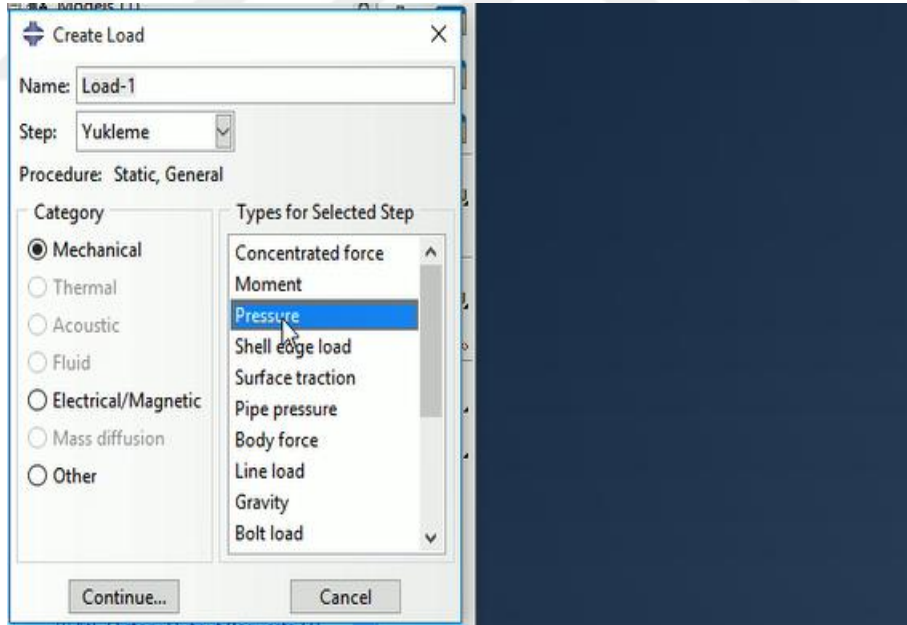 Models (1)
Create Load
Name: Load-1
Step: Yukleme
Procedure: Static, General
Category
Types for Selected Step
Mechanical
Thermal
Acoustic
Fluid
Electrical/Magnetic
Mass diffusion
Other
Concentrated force
Moment
Pressure
Shell edge load
Surface traction
Pipe pressure
Body force
Line load
Gravity
Bolt load
Continue...
Cancel